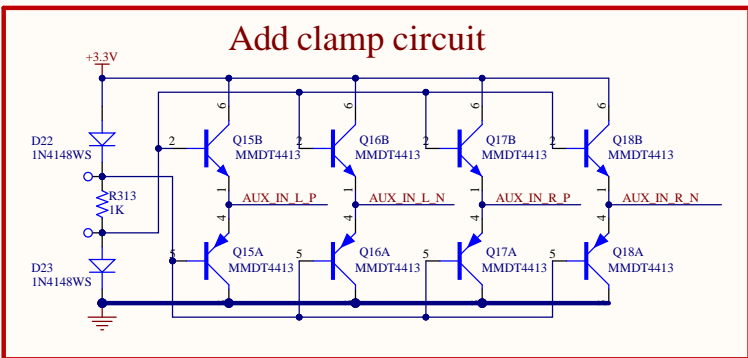 Add clamp circuit
+3.3V
6 6 6 6
D22
1N4148WS
2 Q15B
MMDT4413
2 Q16B
MMDT4413
2 Q17B
MMDT4413
2 Q18B
MMDT4413
R313
1K
1 1 1 1
AUX_IN_L_P AUX_IN_L_N AUX_IN_R_P AUX_IN_R_N
4 4 4 4
D23
1N4148WS
5 Q15A
MMDT4413
5 Q16A
MMDT4413
5 Q17A
MMDT4413
5 Q18A
MMDT4413